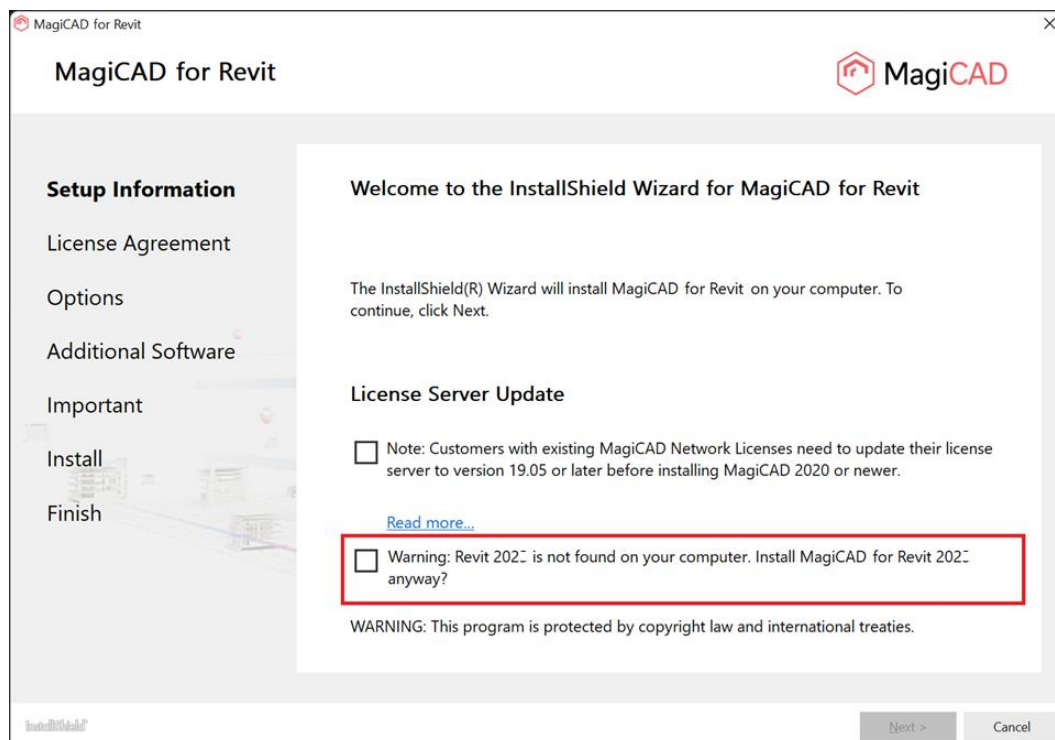 MagiCAD for Revit
MagiCAD for Revit
MagiCAD
Setup Information
License Agreement
Options
Additional Software
Important
Install
Finish
Welcome to the InstallShield Wizard for MagiCAD for Revit
The InstallShield(R) Wizard will install MagiCAD for Revit on your computer. To
continue, click Next.
License Server Update
Note: Customers with existing MagiCAD Network Licenses need to update their license
server to version 19.05 or later before installing MagiCAD 2020 or newer.
Read more...
Warning: Revit is not found on your computer. Install MagiCAD for Revit
anyway?
WARNING: This program is protected by copyright law and international treaties.
InstallShield
Next >
Cancel